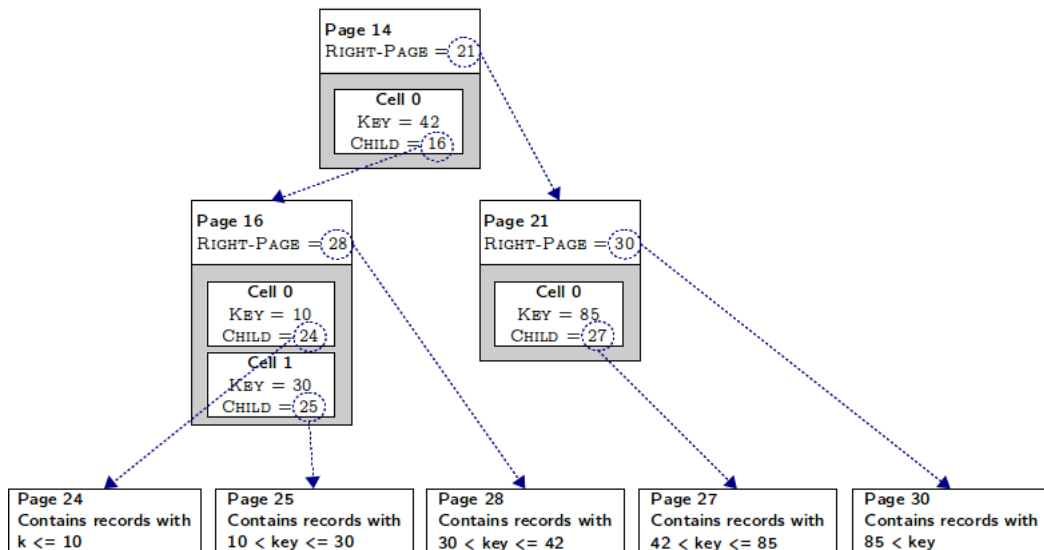 Page 14
RIGHT-PAGE = 21
Cell 0
KEY = 42
CHILD = 16
Page 16
RIGHT-PAGE = 28
Cell 0
KEY = 10
CHILD = 24
Cell 1
KEY = 30
CHILD = 25
Page 21
RIGHT-PAGE = 30
Cell 0
KEY = 85
CHILD = 27
Page 24
Contains records with
k <= 10
Page 25
Contains records with
10 < key <= 30
Page 28
Contains records with
30 < key <= 42
Page 27
Contains records with
42 < key <= 85
Page 30
Contains records with
85 < key